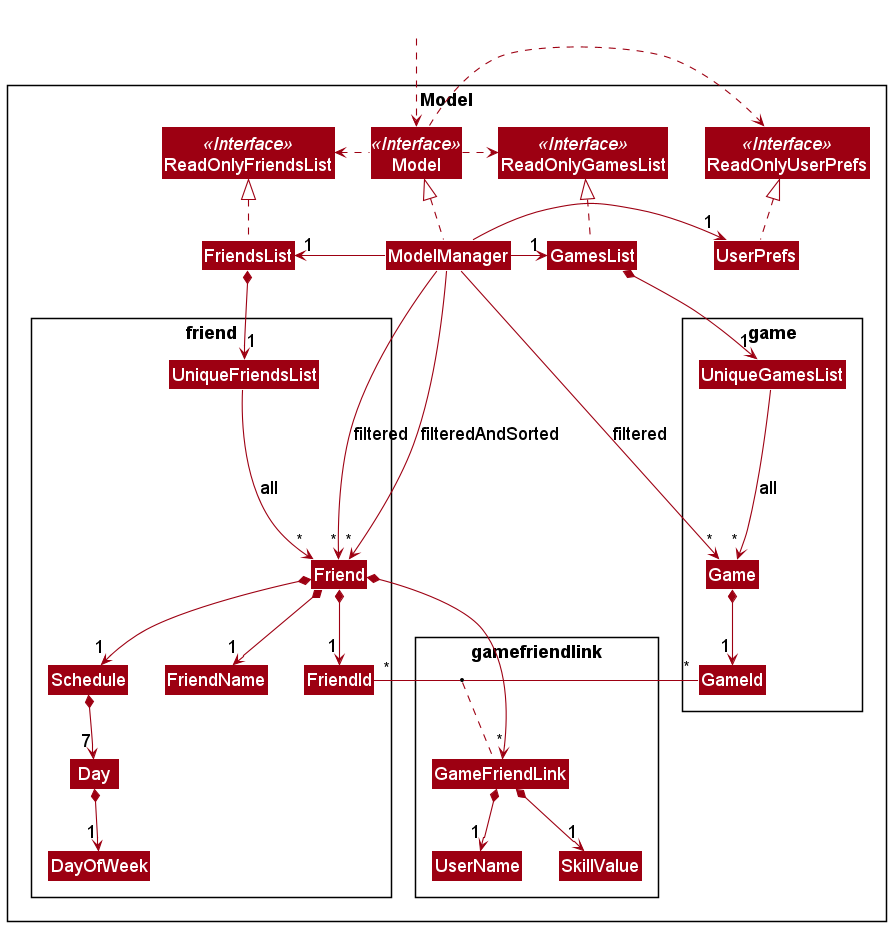 Model
«Interface»
ReadOnlyFriendsList
«Interface»
Model
«Interface»
ReadOnlyGamesList
«Interface»
ReadOnlyUserPrefs
1
FriendsList
1
ModelManager
1
GamesList
UserPrefs
friend
game
1
1
UniqueFriendsList
UniqueGamesList
filtered
filteredAndSorted
filtered
all
all
*
*
*
*
*
Friend
Game
1
1
1
1
gamefriendlink
*
*
Schedule
FriendName
FriendId
GameId
7
*
Day
GameFriendLink
1
1
1
DayOfWeek
UserName
SkillValue